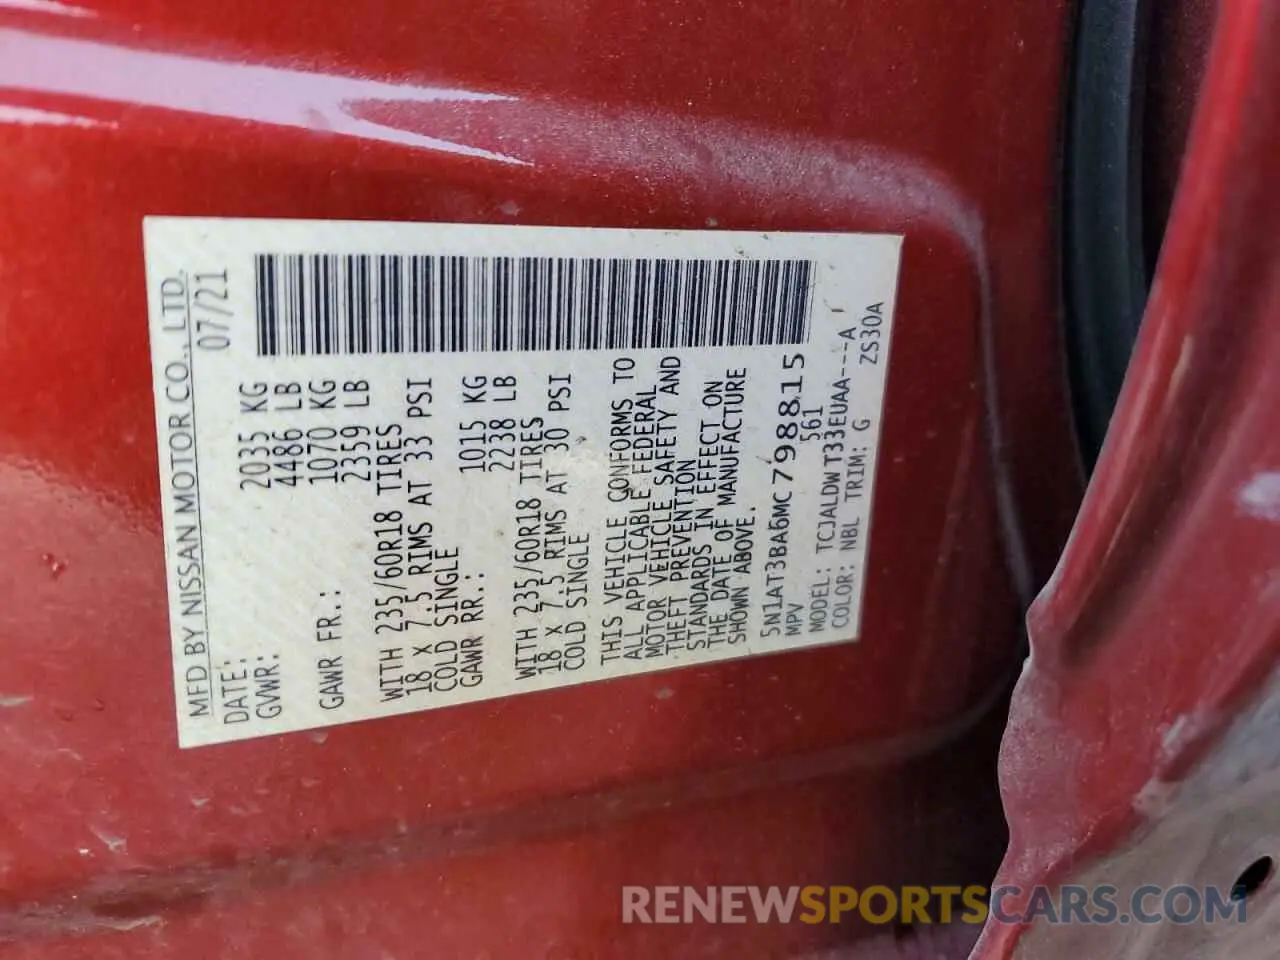 MFD BY NISSAN MOTOR CO., LTD.
DATE: 07/21
GVWR: 2035 KG
4486 LB
GAWR FR.: 1070 KG
2359 LB
WITH 235/60R18 TIRES
18 X 7.5 RIMS AT 33 PSI
COLD SINGLE
GAWR RR.: 1015 KG
2238 LB
WITH 235/60R18 TIRES
18 X 7.5 RIMS AT 30 PSI
COLD SINGLE
THIS VEHICLE CONFORMS TO
ALL APPLICABLE FEDERAL
MOTOR VEHICLE SAFETY AND
THEFT PREVENTION
STANDARDS IN EFFECT ON
THE DATE OF MANUFACTURE
SHOWN ABOVE.
5N1AT3BA6MC798815
MPV 561
MODEL: TCJALDWT33EUAA---A
COLOR: NBL TRIM: G ZS30A
RENEWSPORTSCARS.COM